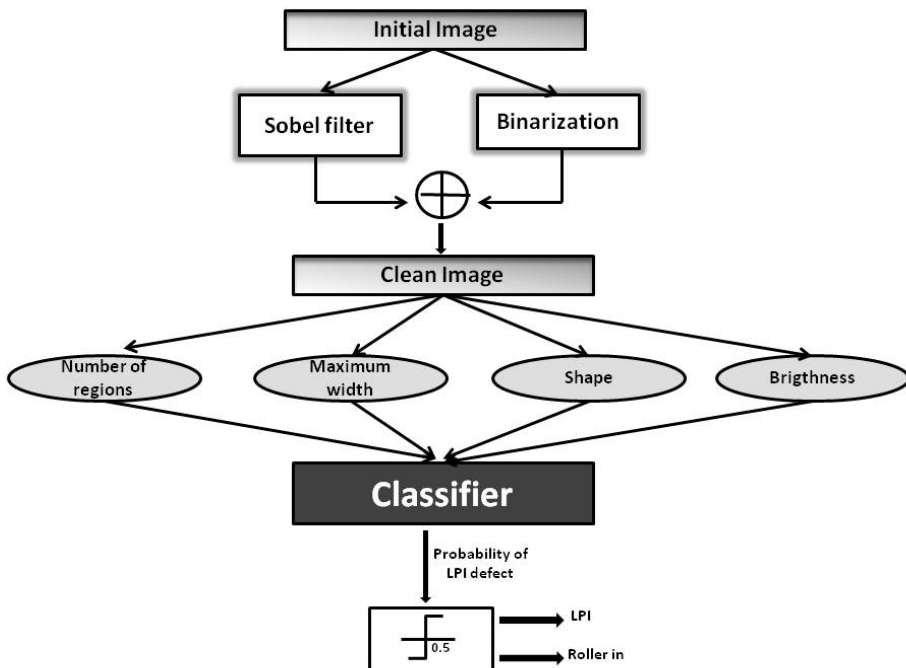 Initial Image
Sobel filter
Binarization
Clean Image
Number of
regions
Maximum
width
Shape
Brigthness
Classifier
Probability of
LPI defect
0.5
LPI
Roller in